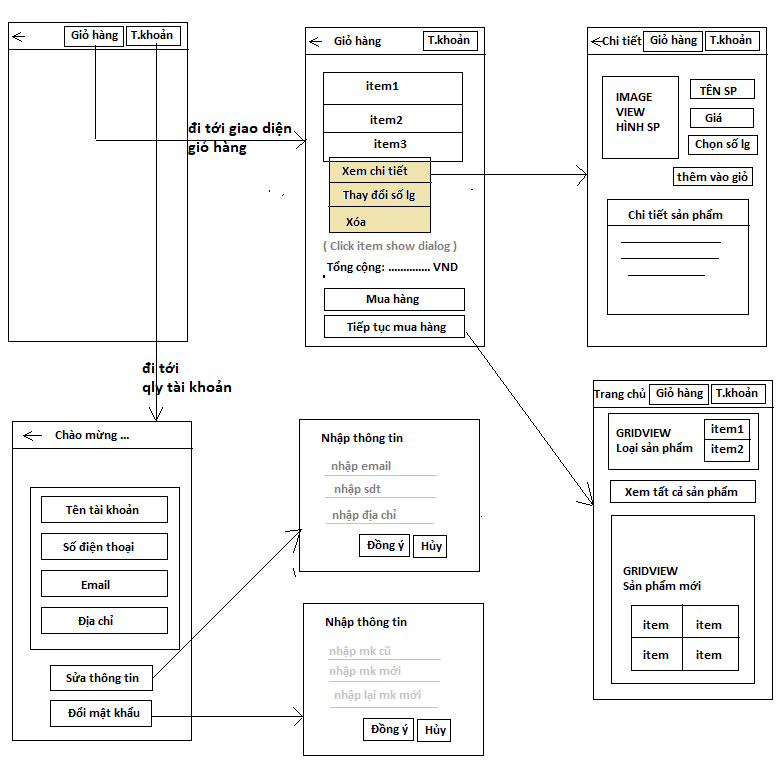 Giỏ hàng
T.khoản
đi tới giao diện
giỏ hàng
Giỏ hàng
T.khoản
item1
item2
item3
Xem chi tiết
Thay đổi số lg
Xóa
( Click item show dialog )
Tổng cộng: .............. VND
Mua hàng
Tiếp tục mua hàng
Chi tiết
Giỏ hàng
T.khoản
IMAGE
VIEW
HÌNH SP
TÊN SP
Giá
Chọn số lg
thêm vào giỏ
Chi tiết sản phẩm
đi tới
qly tài khoản
Chào mừng ...
Tên tài khoản
Số điện thoại
Email
Địa chỉ
Sửa thông tin
Đổi mật khẩu
Nhập thông tin
nhập email
nhập sdt
nhập địa chỉ
Đồng ý
Hủy
Nhập thông tin
nhập mk cũ
nhập mk mới
nhập lại mk mới
Đồng ý
Hủy
Trang chủ
Giỏ hàng
T.khoản
GRIDVIEW
Loại sản phẩm
item1
item2
Xem tất cả sản phẩm
GRIDVIEW
Sản phẩm mới
item
item
item
item